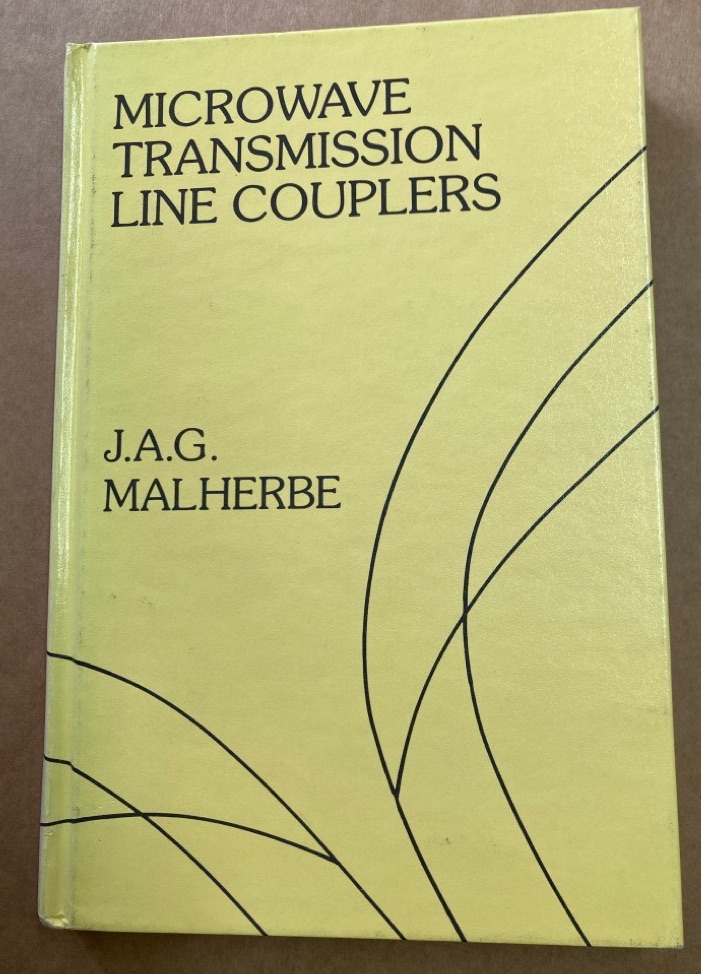 MICROWAVE
TRANSMISSION
LINE COUPLERS
J.A.G.
MALHERBE